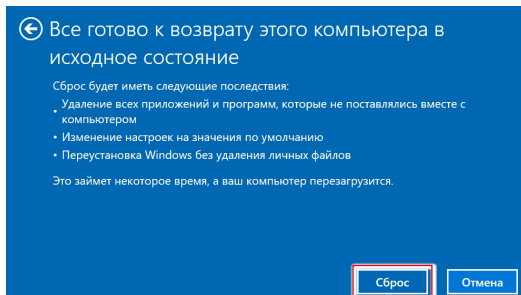 Все готово к возврату этого компьютера в
исходное состояние
Сброс будет иметь следующие последствия:
• Удаление всех приложений и программ, которые не поставлялись вместе с
компьютером
• Изменение настроек на значения по умолчанию
• Переустановка Windows без удаления личных файлов
Это займет некоторое время, а ваш компьютер перезагрузится.
Сброс
Отмена